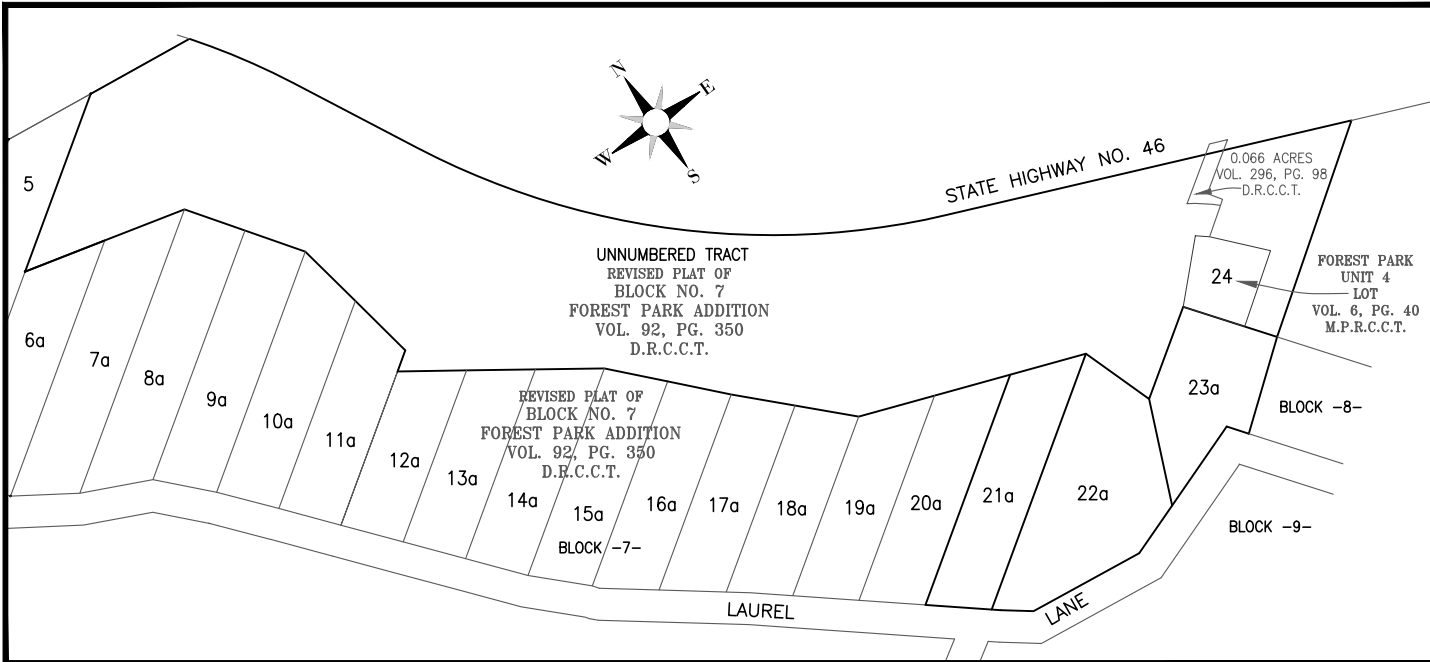 N
E
W
S
STATE HIGHWAY NO. 46
0.066 ACRES
VOL. 296, PG. 98
D.R.C.C.T.
5
UNNUMBERED TRACT
REVISED PLAT OF
BLOCK NO. 7
FOREST PARK ADDITION
VOL. 92, PG. 350
D.R.C.C.T.
24
FOREST PARK
UNIT 4
LOT
VOL. 6, PG. 40
M.P.R.C.C.T.
6a
7a
8a
9a
10a
11a
12a
13a
14a
15a
16a
17a
18a
19a
20a
21a
22a
23a
REVISED PLAT OF
BLOCK NO. 7
FOREST PARK ADDITION
VOL. 92, PG. 350
D.R.C.C.T.
BLOCK -7-
BLOCK -8-
BLOCK -9-
LAUREL
LANE